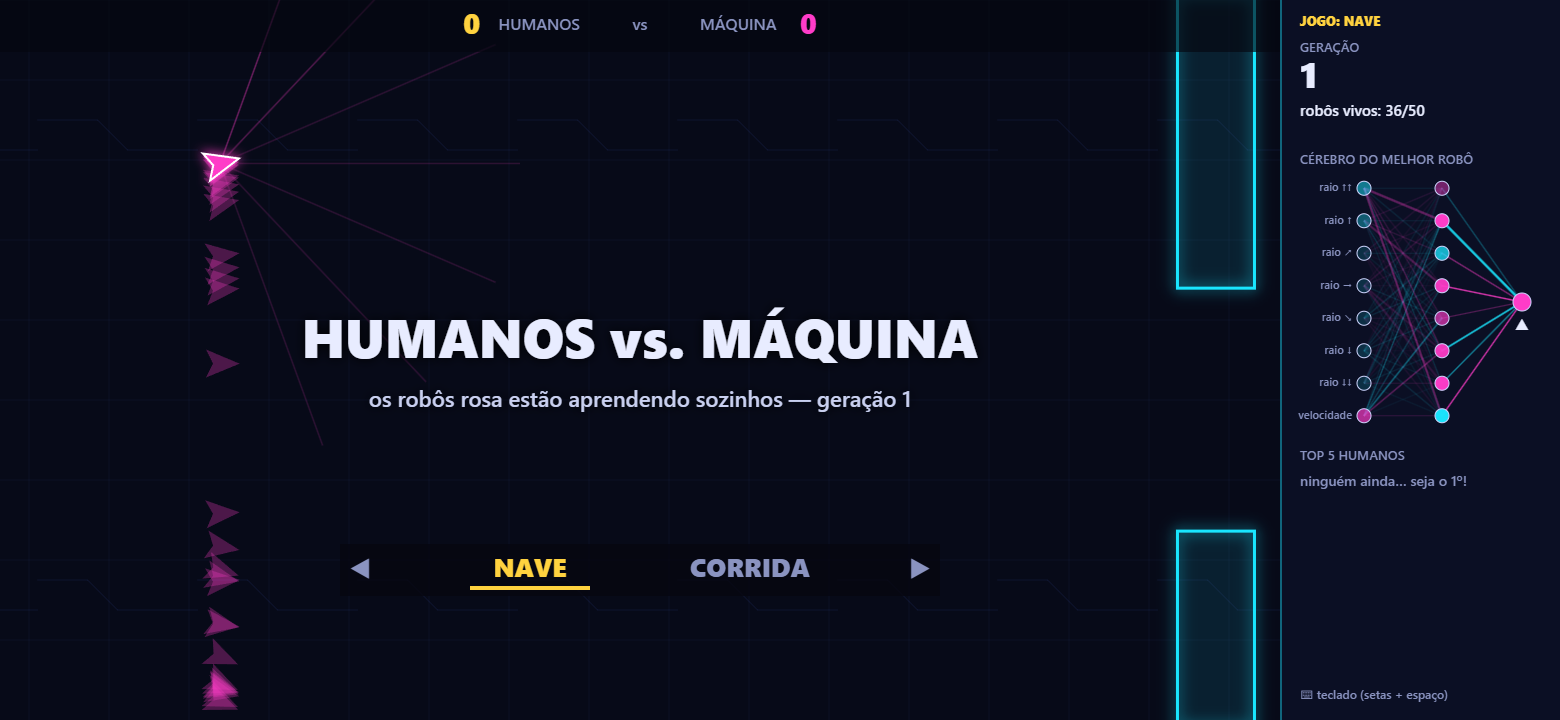 0 HUMANOS vs MÁQUINA 0
HUMANOS vs. MÁQUINA
os robôs rosa estão aprendendo sozinhos — geração 1
◀ NAVE CORRIDA ▶
JOGO: NAVE
GERAÇÃO
1
robôs vivos: 36/50
CÉREBRO DO MELHOR ROBÔ
raio ↑↑
raio ↑
raio ↗
raio →
raio ↘
raio ↓
raio ↓↓
velocidade
▲
TOP 5 HUMANOS
ninguém ainda... seja o 1º!
⌨ teclado (setas + espaço)